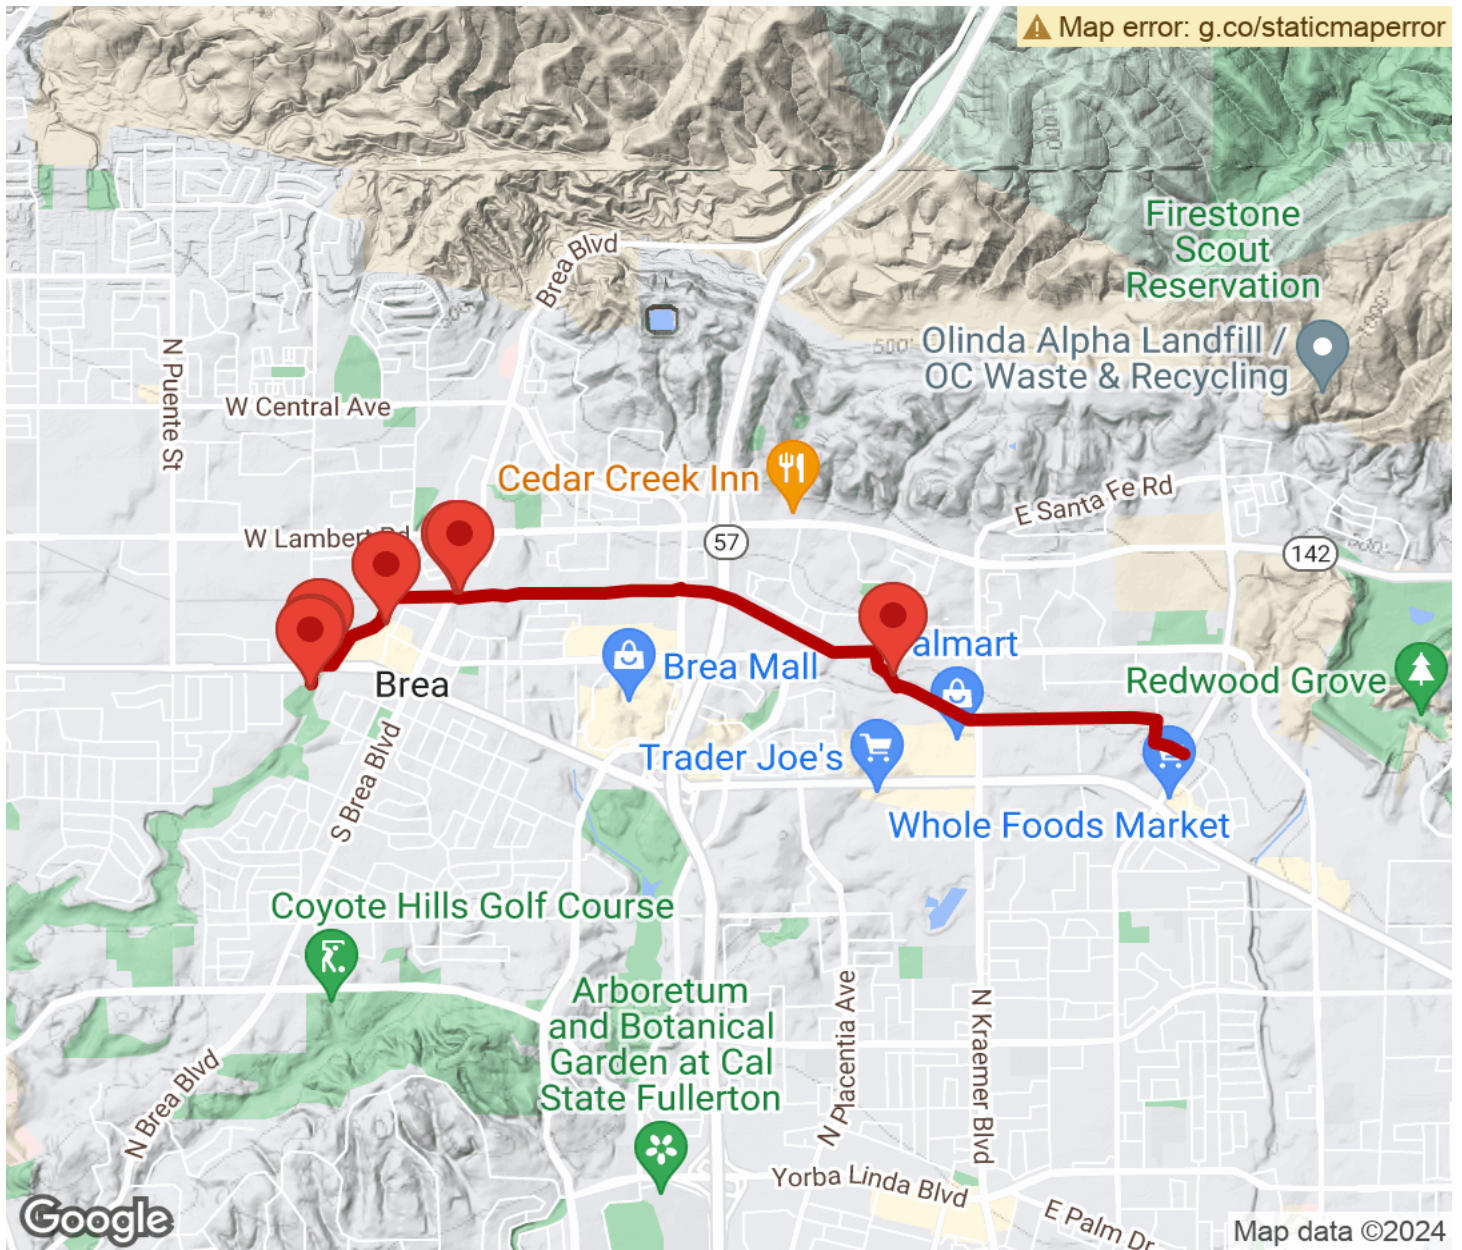 Map error: g.co/staticmaperror
Firestone
Scout
Reservation
Brea Blvd
1000'
Olinda Alpha Landfill /
OC Waste & Recycling
500'
N Puente St
W Central Ave
Cedar Creek Inn
E Santa Fe Rd
W Lambert Rd
57
142
Walmart
Brea Mall
Redwood Grove
Brea
Trader Joe's
S Brea Blvd
Whole Foods Market
Coyote Hills Golf Course
Arboretum
and Botanical
Garden at Cal
State Fullerton
N Placentia Ave
N Kraemer Blvd
N Brea Blvd
Yorba Linda Blvd
E Palm Dr
Google
Map data ©2024